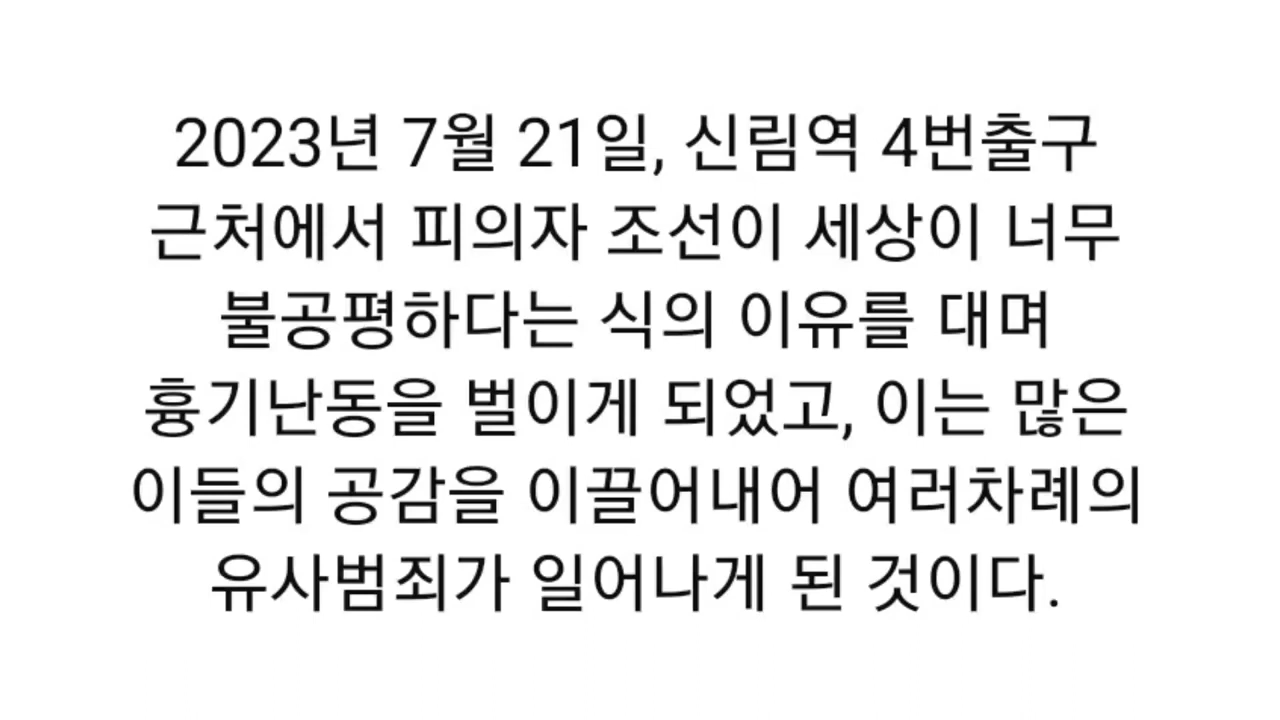 2023년 7월 21일, 신림역 4번출구
근처에서 피의자 조선이 세상이 너무
불공평하다는 식의 이유를 대며
흉기난동을 벌이게 되었고, 이는 많은
이들의 공감을 이끌어내어 여러차례의
유사범죄가 일어나게 된 것이다.